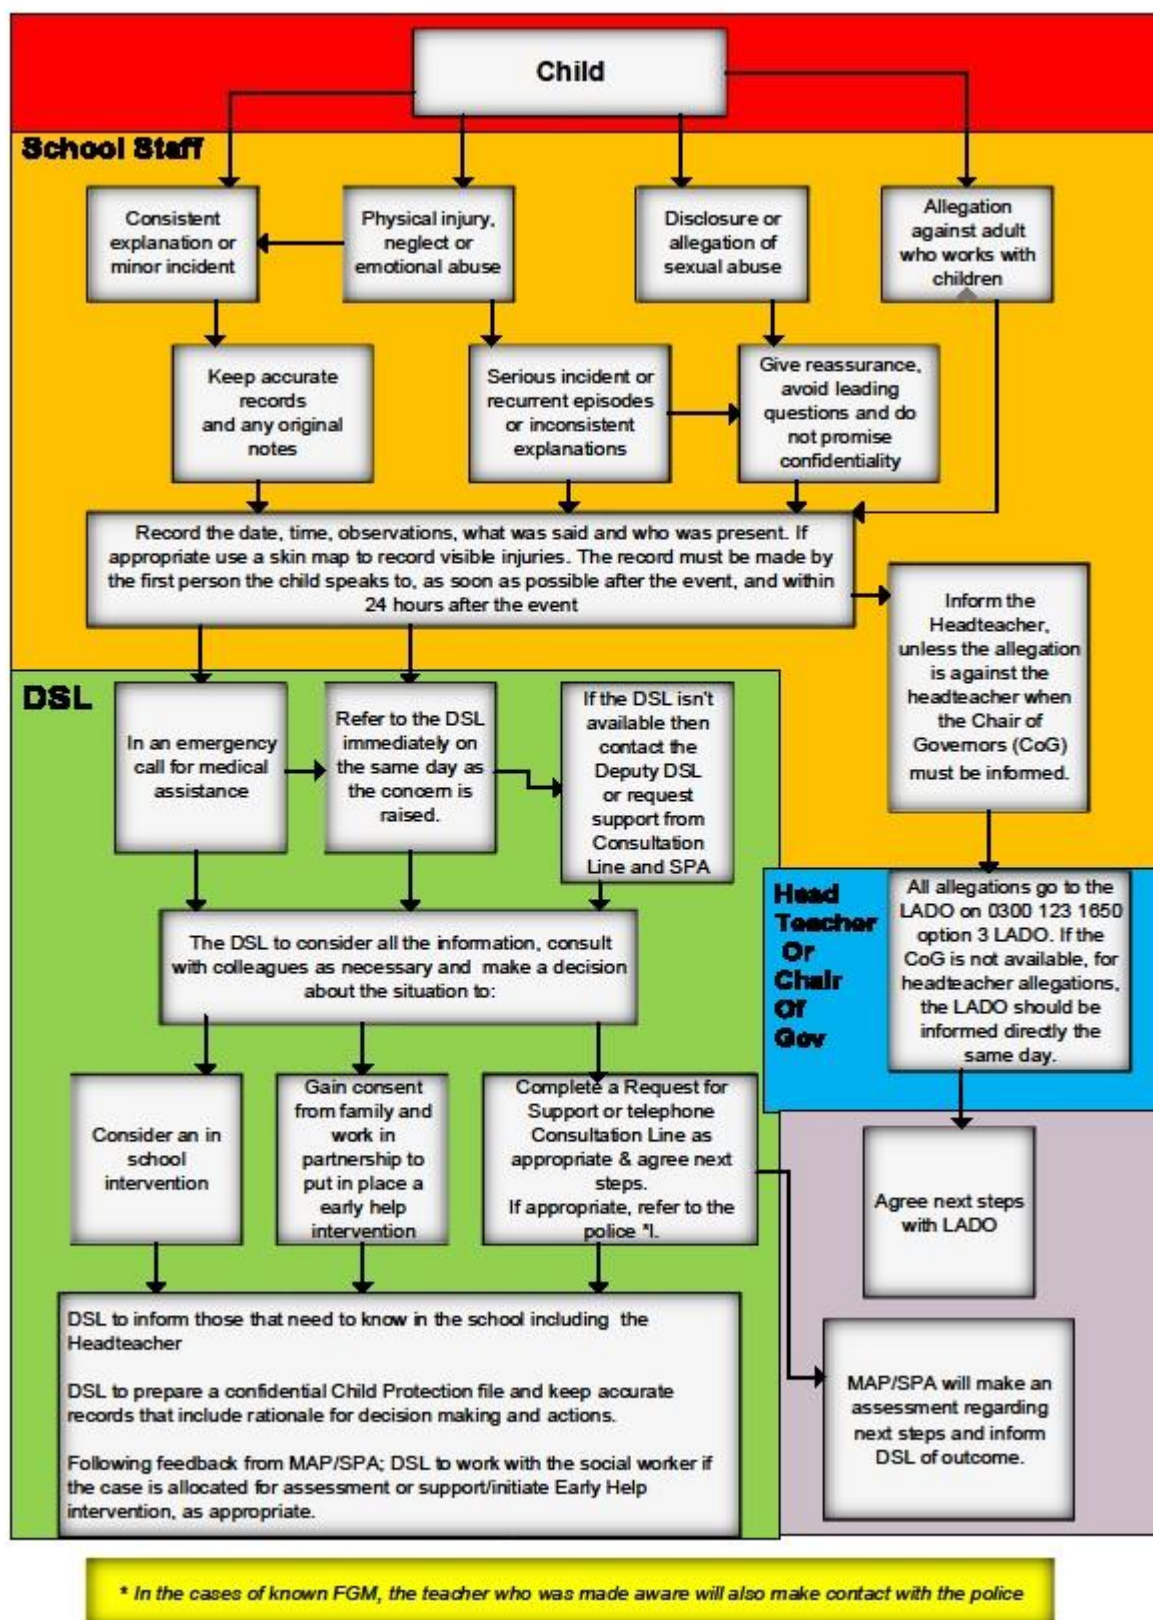 Child
School Staff
Consistent
explanation or
minor incident
Physical injury,
neglect or
emotional abuse
Disclosure or
allegation of
sexual abuse
Allegation
against adult
who works with
children
Keep accurate
records
and any original
notes
Serious incident or
recurrent episodes
or inconsistent
explanations
Give reassurance,
avoid leading
questions and do
not promise
confidentiality
Record the date, time, observations, what was said and who was present. If
appropriate use a skin map to record visible injuries. The record must be made by
the first person the child speaks to, as soon as possible after the event, and within
24 hours after the event
Inform the
Headteacher,
unless the allegation
is against the
headteacher when
the Chair of
Governors (CoG)
must be informed.
DSL
In an emergency
call for medical
assistance
Refer to the DSL
immediately on
the same day as
the concern is
raised.
If the DSL isn't
available then
contact the
Deputy DSL
or request
support from
Consultation
Line and SPA
Head
Teacher
Or
Chair
Of
Gov
All allegations go to the
LADO on 0300 123 1650
option 3 LADO. If the
CoG is not available, for
headteacher allegations,
the LADO should be
informed directly the
same day.
The DSL to consider all the information, consult
with colleagues as necessary and make a decision
about the situation to:
Consider an in
school
intervention
Gain consent
from family and
work in
partnership to
put in place a
early help
intervention
Complete a Request for
Support or telephone
Consultation Line as
appropriate & agree next
steps.
If appropriate, refer to the
police *I.
Agree next steps
with LADO
DSL to inform those that need to know in the school including the
Headteacher
DSL to prepare a confidential Child Protection file and keep accurate
records that include rationale for decision making and actions.
Following feedback from MAP/SPA; DSL to work with the social worker if
the case is allocated for assessment or support/initiate Early Help
intervention, as appropriate.
MAP/SPA will make an
assessment regarding
next steps and inform
DSL of outcome.
* In the cases of known FGM, the teacher who was made aware will also make contact with the police